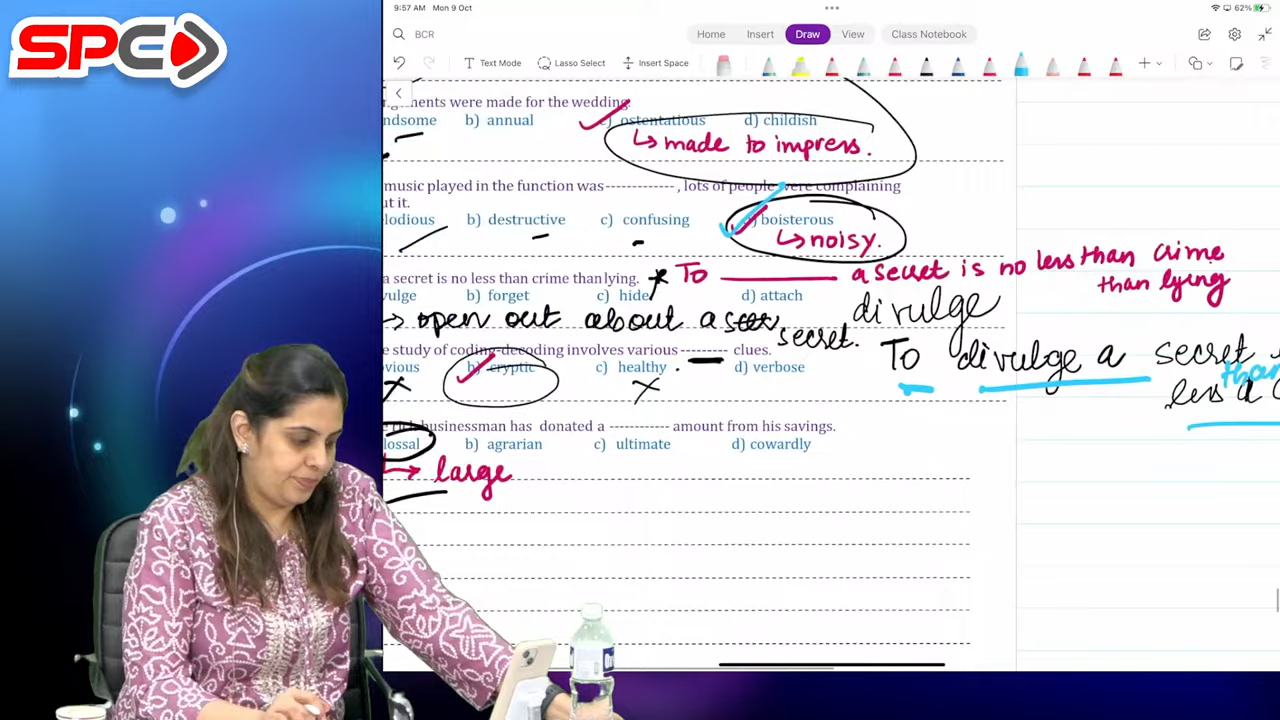 9:57 AM Mon 9 Oct
62%
SPE
BCR
Home Insert Draw View Class Notebook
Text Mode Lasso Select Insert Space
ngements were made for the wedding
ndsome b) annual c) ostentatious d) childish
made to impress.
music played in the function was------------ , lots of people were complaining
ut it.
elodious b) destructive c) confusing boisterous
noisy.
a secret is no less than crime than lying.
To a secret is no less than crime
than lying
vulge b) forget c) hide d) attach
divulge
open out about a secret.
To divulge a secret
than
less a
e study of coding-decoding involves various --------- clues.
vious b) cryptic c) healthy d) verbose
businessman has donated a ----------- amount from his savings.
lossal b) agrarian c) ultimate d) cowardly
large